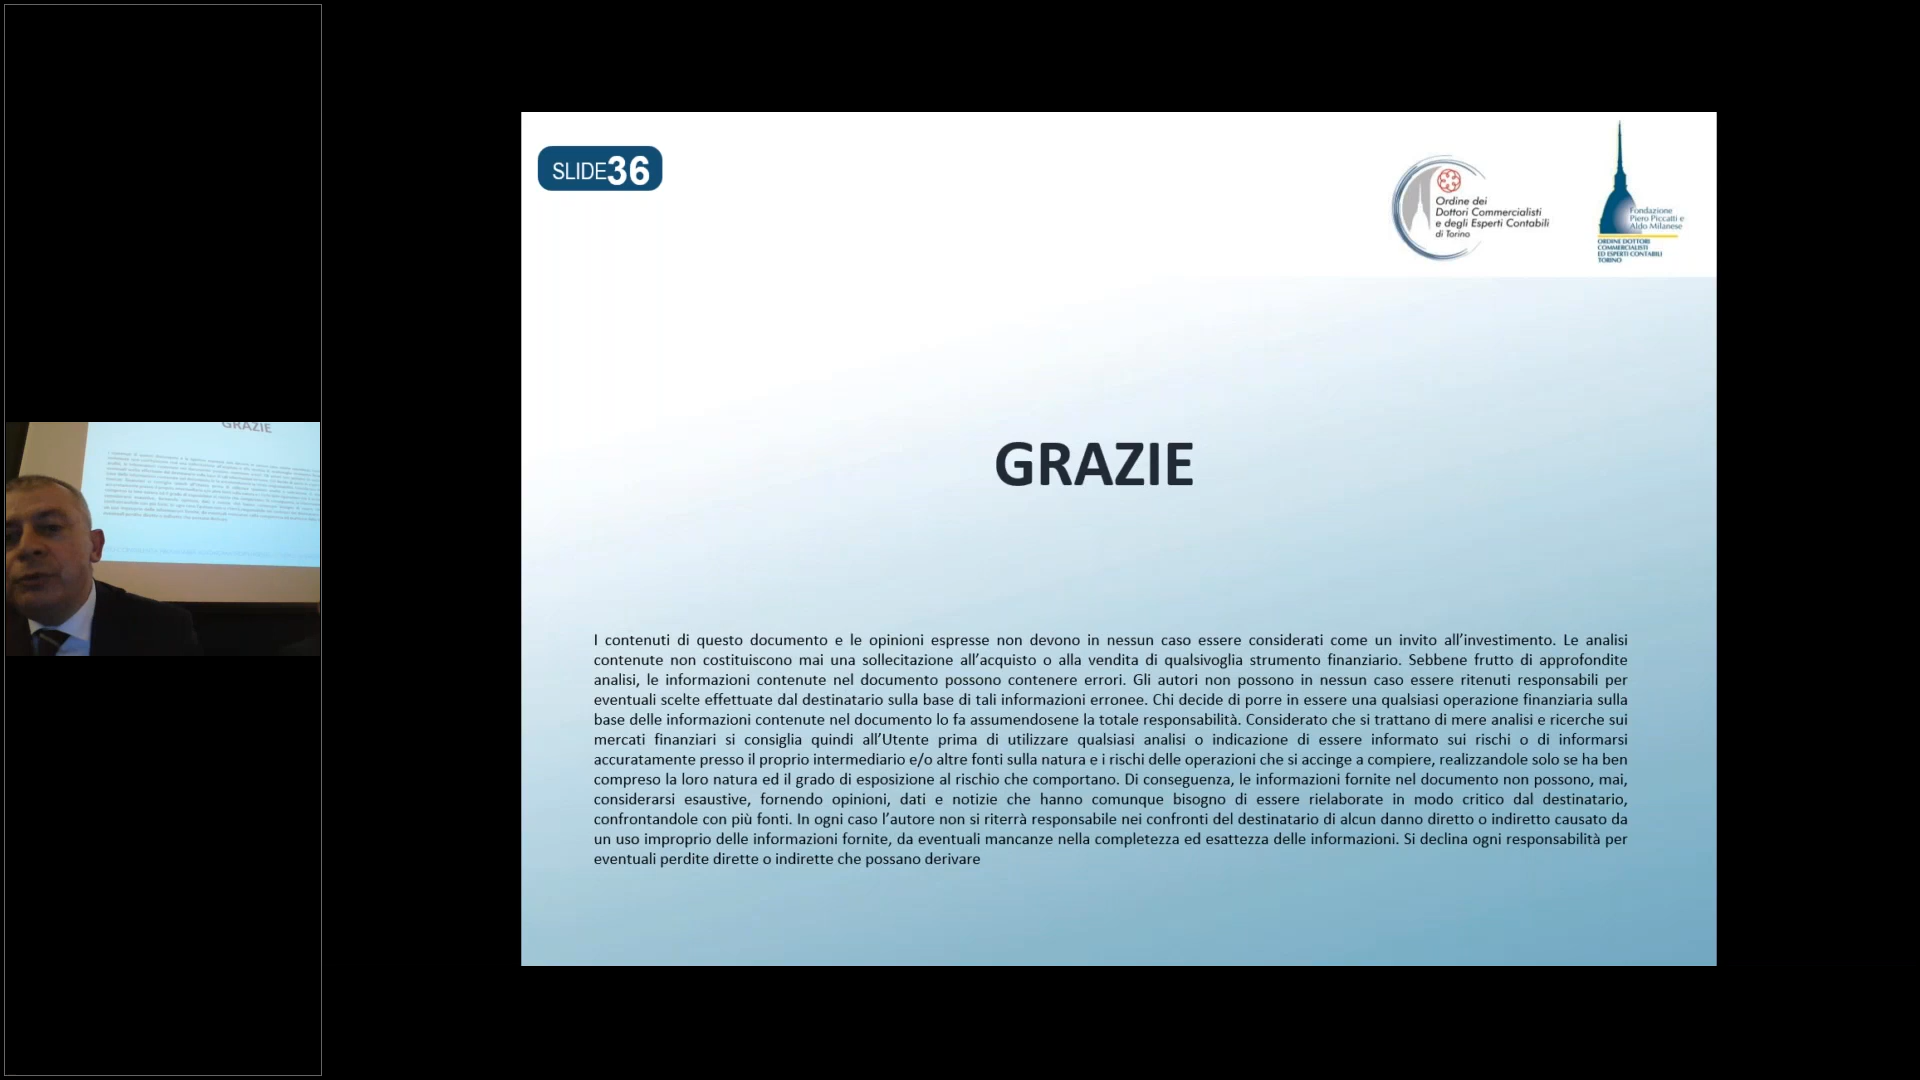 SLIDE36
Ordine dei
Dottori Commercialisti
e degli Esperti Contabili
di Torino
Fondazione
Piero Piccatti e
Aldo Milanese
ORDINE DOTTORI
COMMERCIALISTI
ED ESPERTI CONTABILI
TORINO
GRAZIE
GRAZIE
I contenuti di questo documento e le opinioni espresse non devono in nessun caso essere considerati come un invito all’investimento. Le analisi
contenute non costituiscono mai una sollecitazione all’acquisto o alla vendita di qualsivoglia strumento finanziario. Sebbene frutto di approfondite
analisi, le informazioni contenute nel documento possono contenere errori. Gli autori non possono in nessun caso essere ritenuti responsabili per
eventuali scelte effettuate dal destinatario sulla base di tali informazioni erronee. Chi decide di porre in essere una qualsiasi operazione finanziaria sulla
base delle informazioni contenute nel documento lo fa assumendosene la totale responsabilità. Considerato che si trattano di mere analisi e ricerche sui
mercati finanziari si consiglia quindi all’Utente prima di utilizzare qualsiasi analisi o indicazione di essere informato sui rischi o di informarsi
accuratamente presso il proprio intermediario e/o altre fonti sulla natura e i rischi delle operazioni che si accinge a compiere, realizzandole solo se ha ben
compreso la loro natura ed il grado di esposizione al rischio che comportano. Di conseguenza, le informazioni fornite nel documento non possono, mai,
considerarsi esaustive, fornendo opinioni, dati e notizie che hanno comunque bisogno di essere rielaborate in modo critico dal destinatario,
confrontandole con più fonti. In ogni caso l’autore non si riterrà responsabile nei confronti del destinatario di alcun danno diretto o indiretto causato da
un uso improprio delle informazioni fornite, da eventuali mancanze nella completezza ed esattezza delle informazioni. Si declina ogni responsabilità per
eventuali perdite dirette o indirette che possano derivare